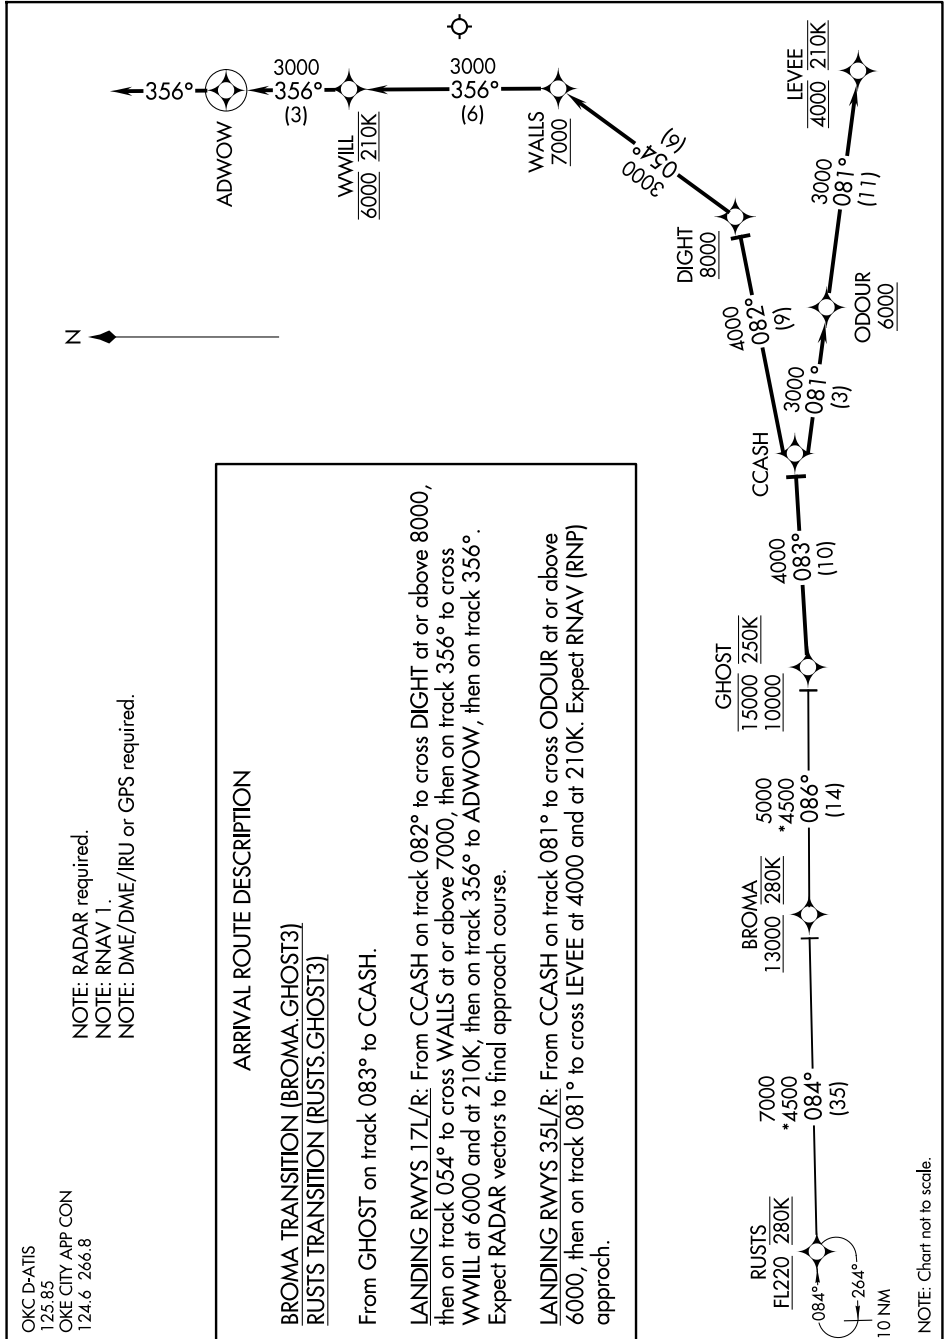 OKC D-ATIS
125.85
OKE CITY APP CON
124.6 266.8
NOTE: RADAR required.
NOTE: RNAV 1.
NOTE: DME/DME/IRU or GPS required.
ARRIVAL ROUTE DESCRIPTION
BROMA TRANSITION (BROMA.GHOST3)
RUSTS TRANSITION (RUSTS.GHOST3)
From GHOST on track 083° to CCASH.
LANDING RWYS 17L/R: From CCASH on track 082° to cross DIGHT at or above 8000,
then on track 054° to cross WALLS at or above 7000, then on track 356° to cross
WWILL at 6000 and at 210K, then on track 356° to ADWOW, then on track 356°.
Expect RADAR vectors to final approach course.
LANDING RWYS 35L/R: From CCASH on track 081° to cross ODOUR at or above
6000, then on track 081° to cross LEVEE at 4000 and at 210K. Expect RNAV (RNP)
approch.
N
356°
ADWOW
3000
356°
(3)
WWILL
6000 210K
3000
356°
(6)
WALLS
7000
3000
054°
(6)
DIGHT
8000
4000
082°
(9)
LEVEE
4000 210K
3000
081°
(11)
ODOUR
6000
3000
081°
(3)
CCASH
4000
083°
(10)
GHOST
15000 250K
10000
5000
*4500
086°
(14)
BROMA
13000 280K
7000
*4500
084°
(35)
RUSTS
FL220 280K
084°
264°
10 NM
NOTE: Chart not to scale.